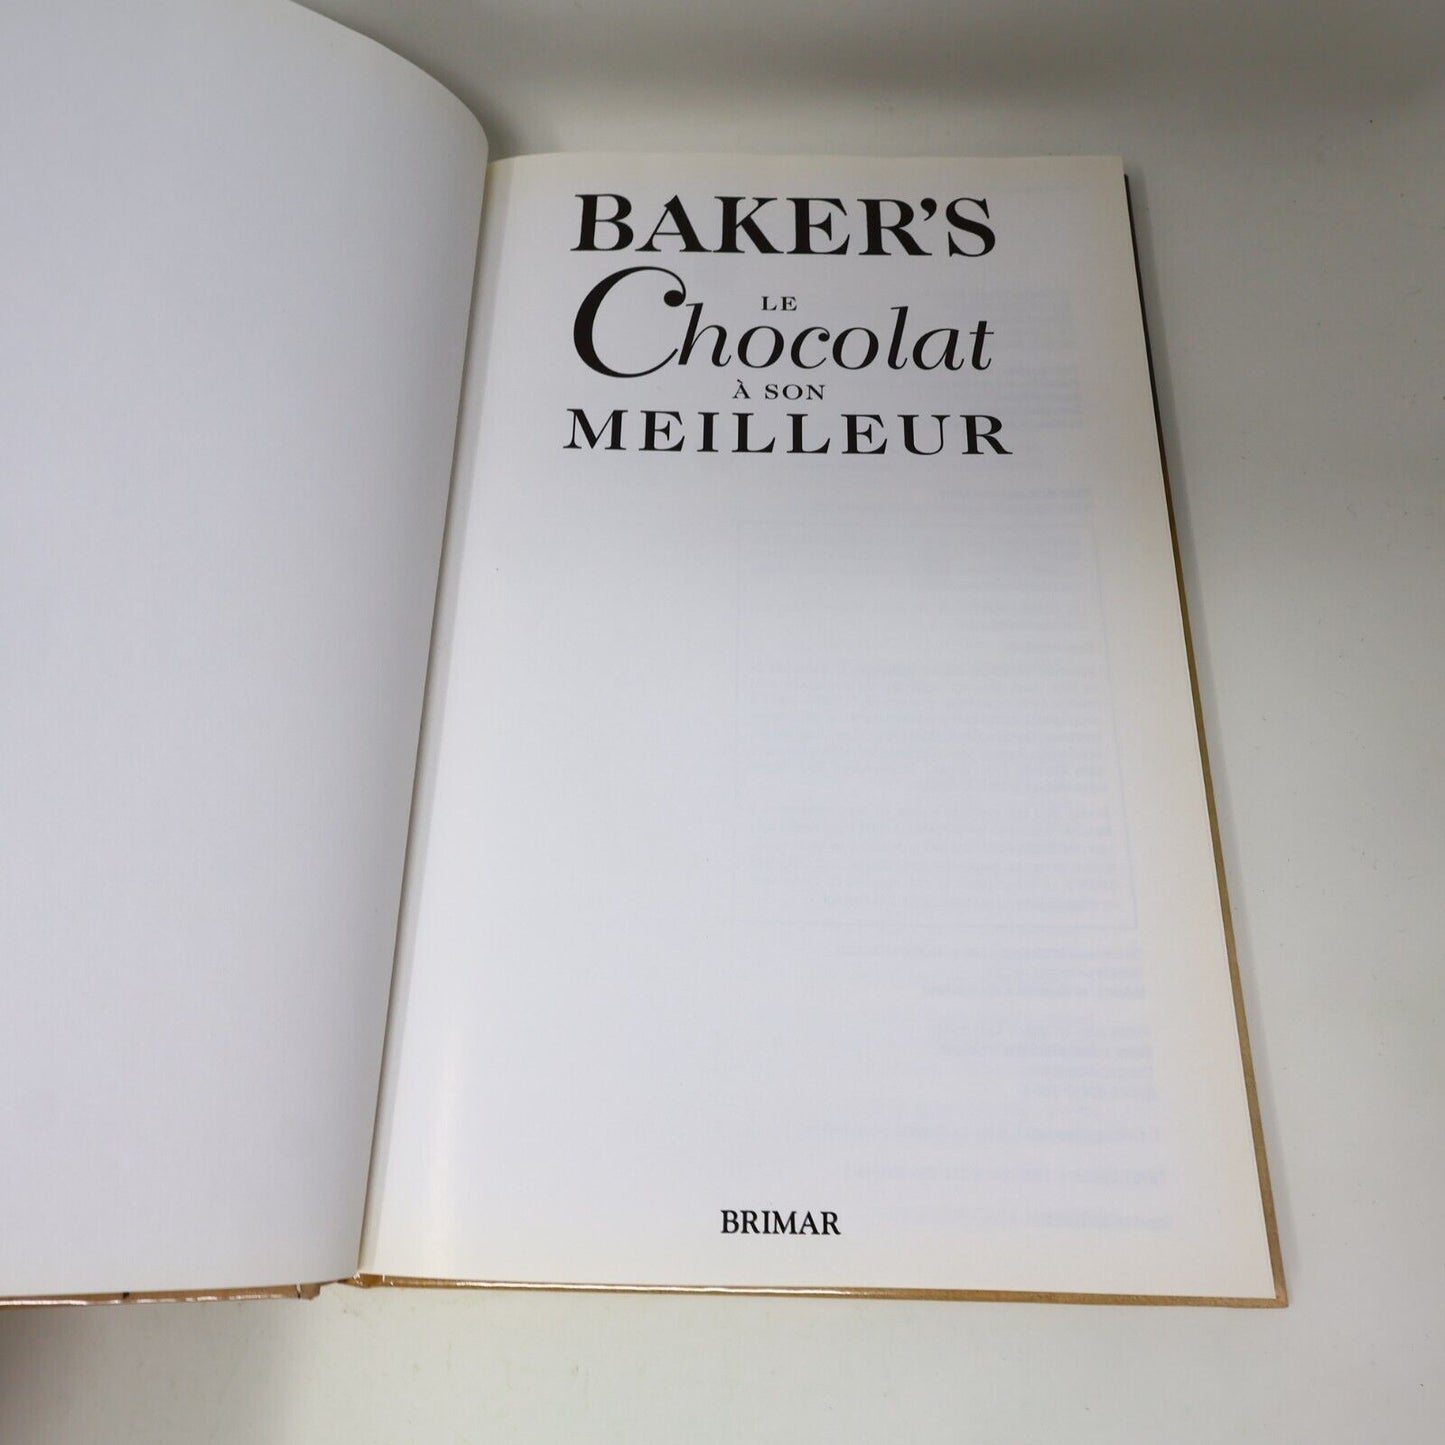 BAKER'S
LE
Chocolat
À SON
MEILLEUR
BRIMAR